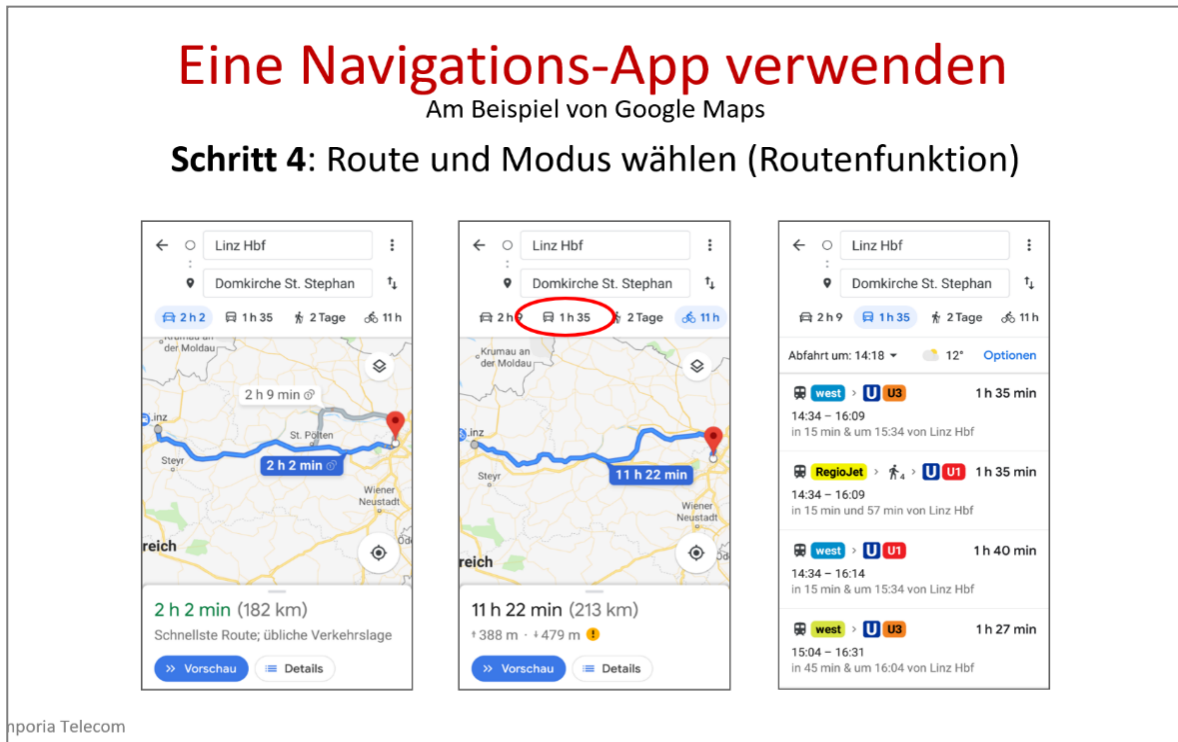 Eine Navigations-App verwenden
Am Beispiel von Google Maps
Schritt 4: Route und Modus wählen (Routenfunktion)
Linz Hbf
Domkirche St. Stephan
2 h 2 1 h 35 2 Tage 11 h
der Moldau
2 h 9 min
Linz
St. Pölten
2 h 2 min
Steyr
Wiener
Neustadt
reich
2 h 2 min (182 km)
Schnellste Route; übliche Verkehrslage
Vorschau Details
Linz Hbf
Domkirche St. Stephan
2 h 9 1 h 35 2 Tage 11 h
Krumau an
der Moldau
Linz
11 h 22 min
Steyr
Wiener
Neustadt
reich
11 h 22 min (213 km)
388 m · 479 m
Vorschau Details
Linz Hbf
Domkirche St. Stephan
2 h 9 1 h 35 2 Tage 11 h
Abfahrt um: 14:18 12° Optionen
west > U U3 1 h 35 min
14:34 – 16:09
in 15 min & um 15:34 von Linz Hbf
RegioJet > 4 > U U1 1 h 35 min
14:34 – 16:09
in 15 min und 57 min von Linz Hbf
west > U U1 1 h 40 min
14:34 – 16:14
in 15 min & um 15:34 von Linz Hbf
west > U U3 1 h 27 min
15:04 – 16:31
in 45 min & um 16:04 von Linz Hbf
mporia Telecom